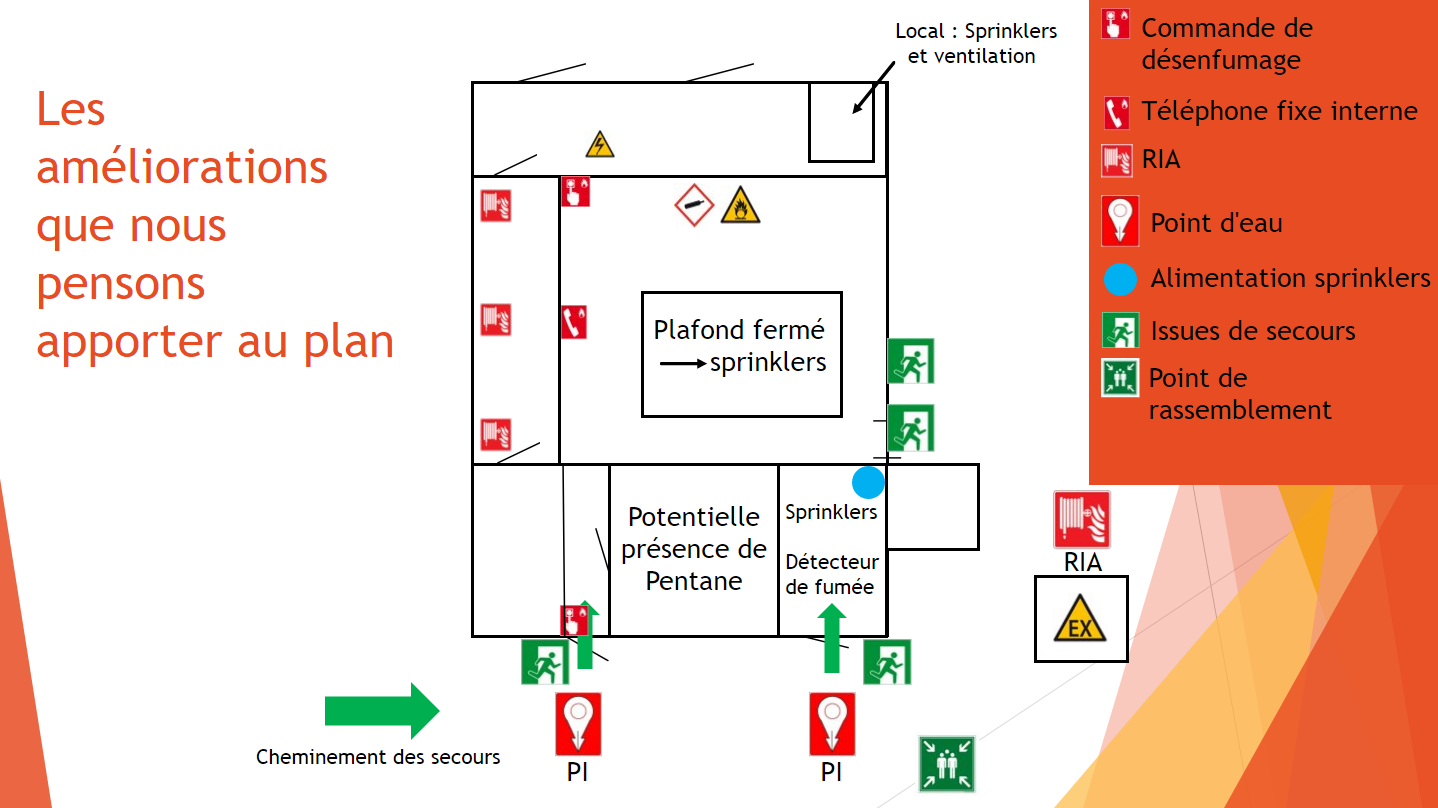 Les
améliorations
que nous
pensons
apporter au plan
Local : Sprinklers
et ventilation
Plafond fermé
sprinklers
Potentielle
présence de
Pentane
Sprinklers
Détecteur
de fumée
Cheminement des secours
PI
PI
RIA
EX
Commande de
désenfumage
Téléphone fixe interne
RIA
Point d'eau
Alimentation sprinklers
Issues de secours
Point de
rassemblement